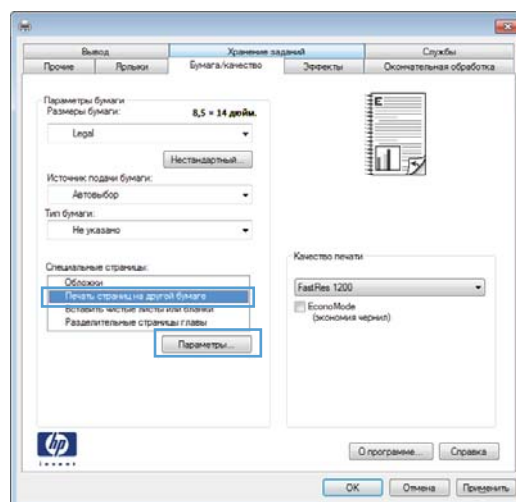 Вывод
Хранение заданий
Службы
Прочие
Ярлыки
Бумага/качество
Эффекты
Окончательная обработка
Параметры бумаги
Размеры бумаги: 8,5 × 14 дюйм.
Legal
Нестандартный...
Источник подачи бумаги:
Автовыбор
Тип бумаги:
Не указано
Специальные страницы:
Обложки
Печать страниц на другой бумаге
Вставить чистые листы или бланки
Разделительные страницы главы
Параметры...
E
Качество печати
FastRes 1200
EconoMode
(экономия чернил)
hp
invent
О программе...
Справка
OK
Отмена
Применить